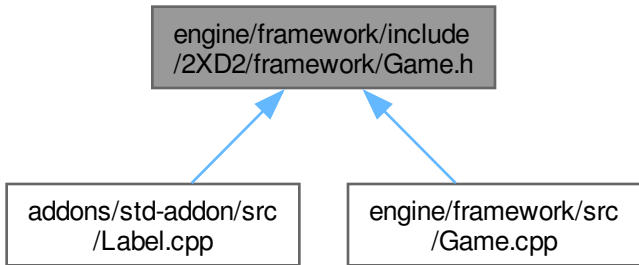 engine/framework/include
/2XD2/framework/Game.h
addons/std-addon/src
/Label.cpp
engine/framework/src
/Game.cpp